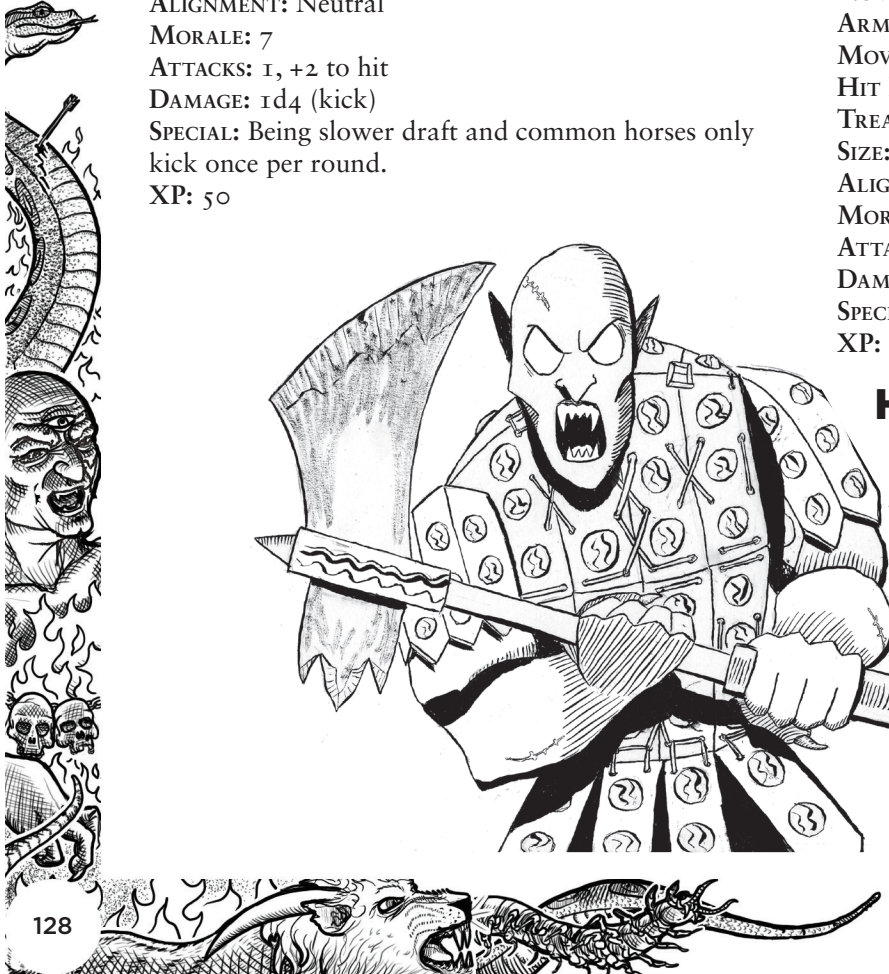 ALIGNMENT: Neutral
MORALE: 7
ATTACKS: 1, +2 to hit
DAMAGE: 1d4 (kick)
SPECIAL: Being slower draft and common horses only
kick once per round.
XP: 50
ARM
MOV
HIT
TREA
SIZE:
ALIG
MOR
ATTA
DAM
SPECI
XP:
H
128